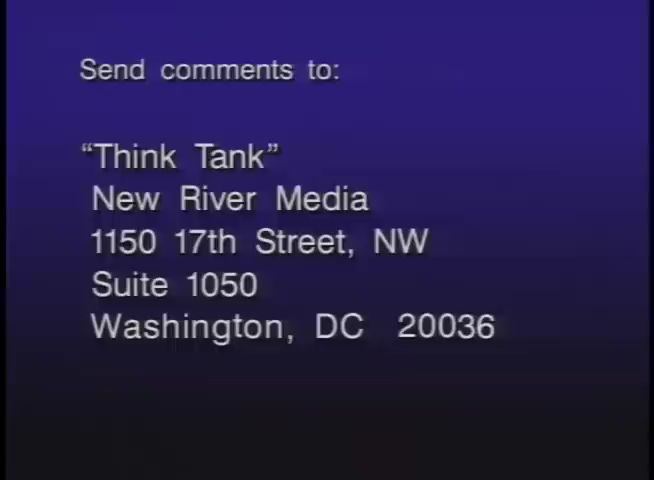 Send comments to:
“Think Tank”
New River Media
1150 17th Street, NW
Suite 1050
Washington, DC 20036